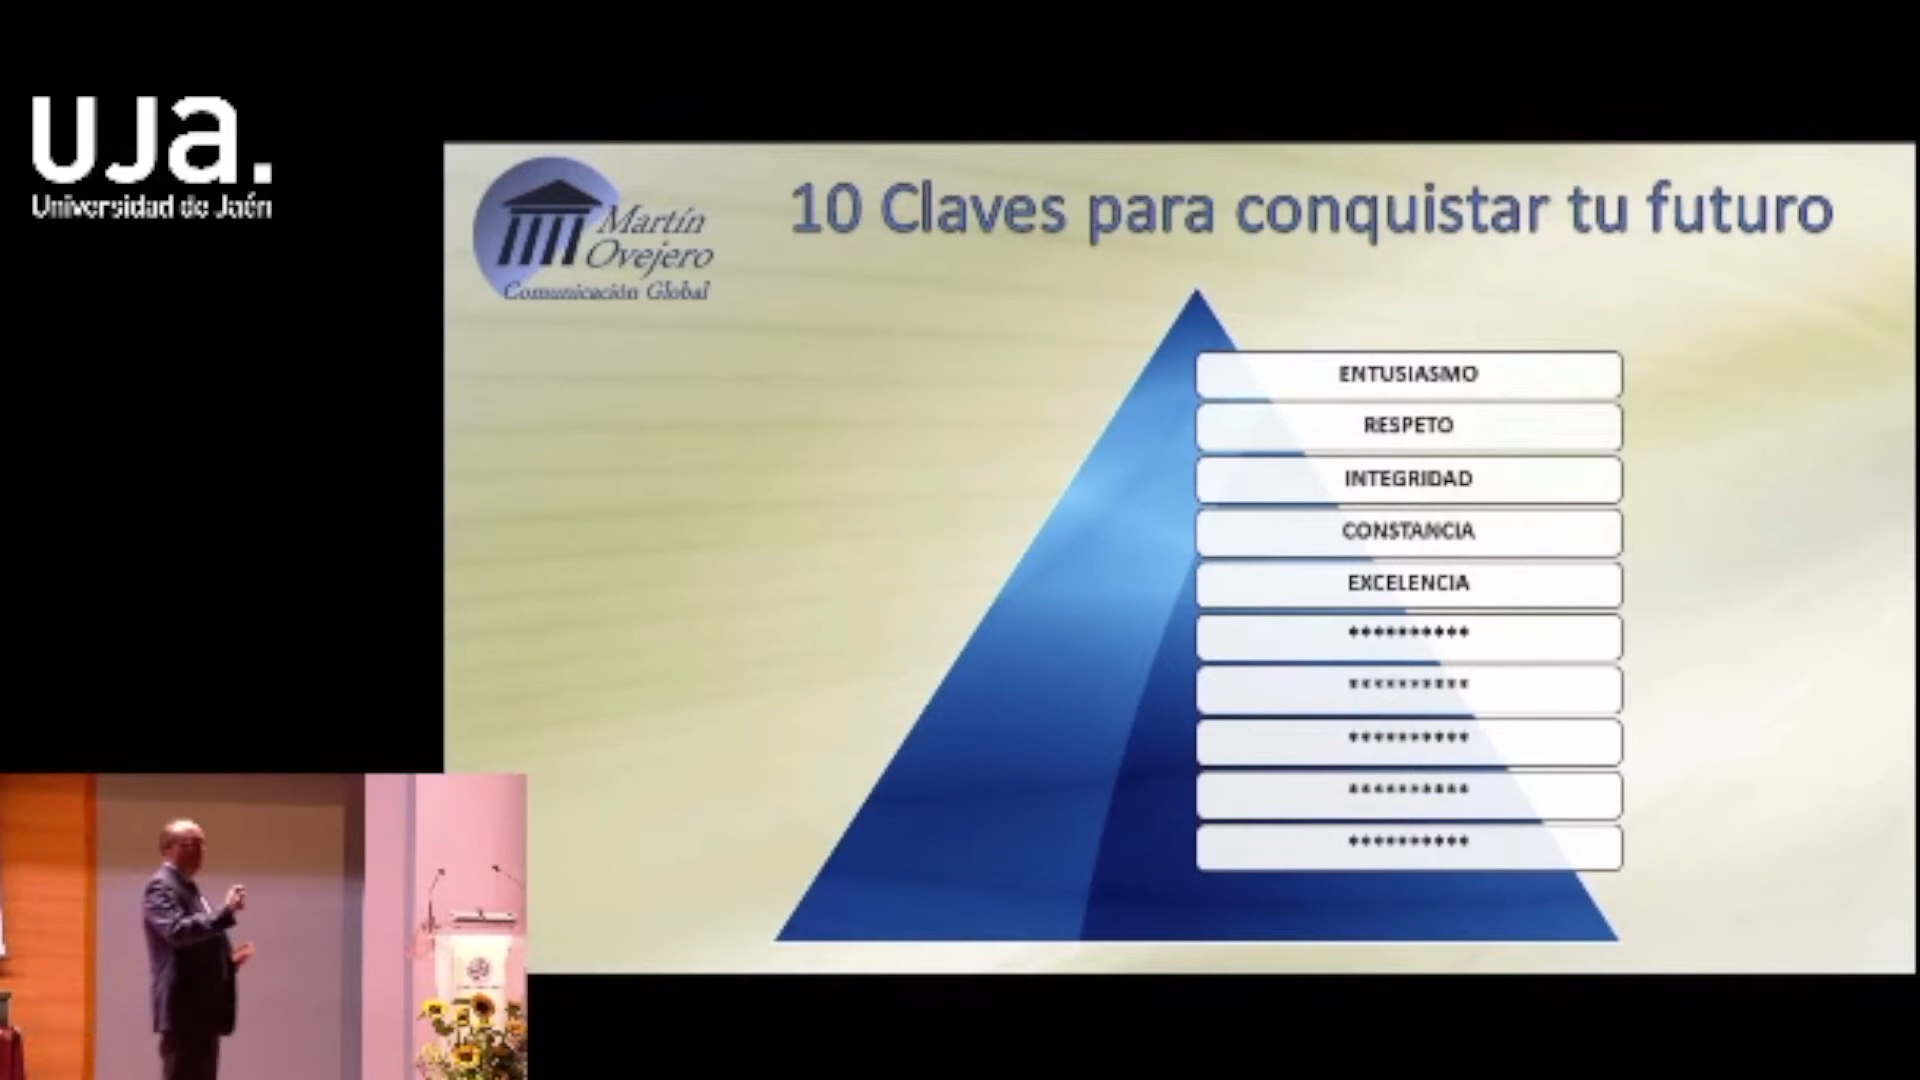 uja.
Universidad de Jaén
Martín
Ovejero
Comunicación Global
10 Claves para conquistar tu futuro
ENTUSIASMO
RESPETO
INTEGRIDAD
CONSTANCIA
EXCELENCIA
**********
**********
**********
**********
**********